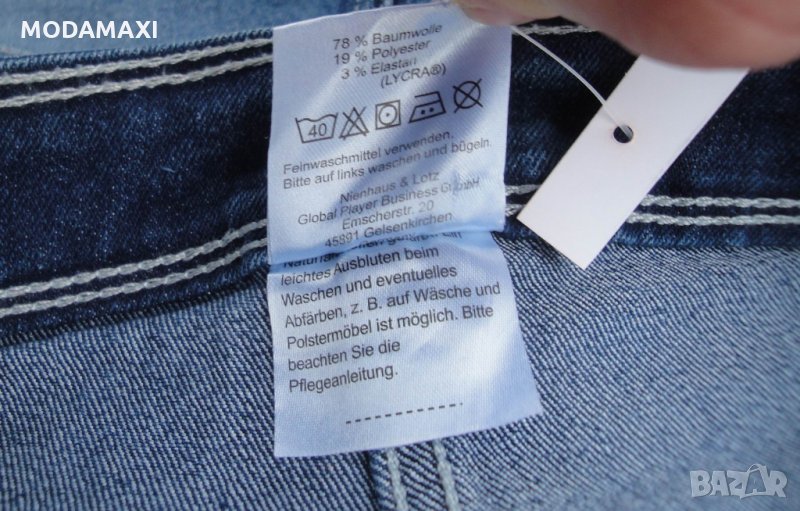 MODAMAXI
78 % Baumwolle
19 % Polyester
3 % Elastan
(LYCRA®)
40
Feinwaschmittel verwenden.
Bitte auf links waschen und bügeln.
Nienhaus & Lotz
Global Player Business GmbH
Emscherstr. 20
45891 Gelsenkirchen
leichtes Ausbluten beim
Waschen und eventuelles
Abfärben, z. B. auf Wäsche und
Polstermöbel ist möglich. Bitte
beachten Sie die
Pflegeanleitung.
BAZAR